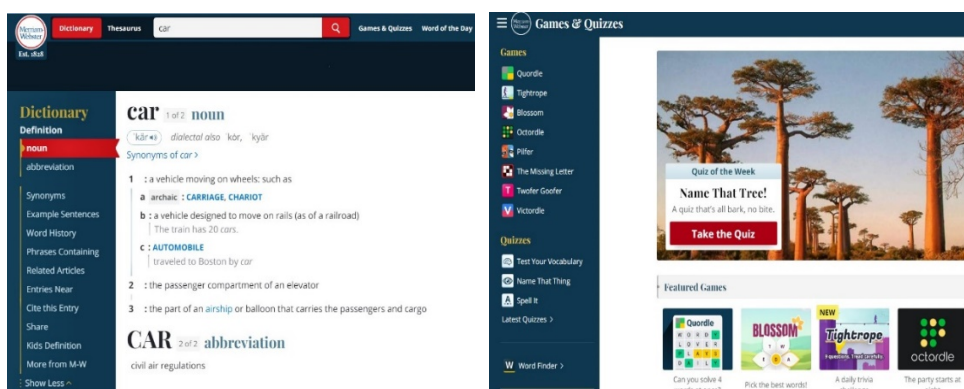 Merriam-Webster
Est. 1828
Dictionary
Thesaurus
car
Games & Quizzes
Word of the Day
Dictionary
Definition
noun
abbreviation
Synonyms
Example Sentences
Word History
Phrases Containing
Related Articles
Entries Near
Cite this Entry
Share
Kids Definition
More from M-W
Show Less
car 1 of 2 noun
ˈkär dialectal also ˈkȯr, ˈkyär
Synonyms of car >
1 : a vehicle moving on wheels: such as
a archaic : CARRIAGE, CHARIOT
b : a vehicle designed to move on rails (as of a railroad)
The train has 20 cars.
c : AUTOMOBILE
traveled to Boston by car
2 : the passenger compartment of an elevator
3 : the part of an airship or balloon that carries the passengers and cargo
CAR 2 of 2 abbreviation
civil air regulations
Merriam-Webster
Games & Quizzes
Games
Quordle
Tightrope
Blossom
Octordle
Pilfer
The Missing Letter
T Twofer Goofer
V Victordle
Quizzes
Test Your Vocabulary
Name That Thing
A Spell It
Latest Quizzes >
W Word Finder >
Quiz of the Week
Name That Tree!
A quiz that's all bark, no bite.
Take the Quiz
Featured Games
Quordle
Can you solve 4
BLOSSOM
Pick the best words!
NEW
Tightrope
A daily trivia
octordle
The party starts at